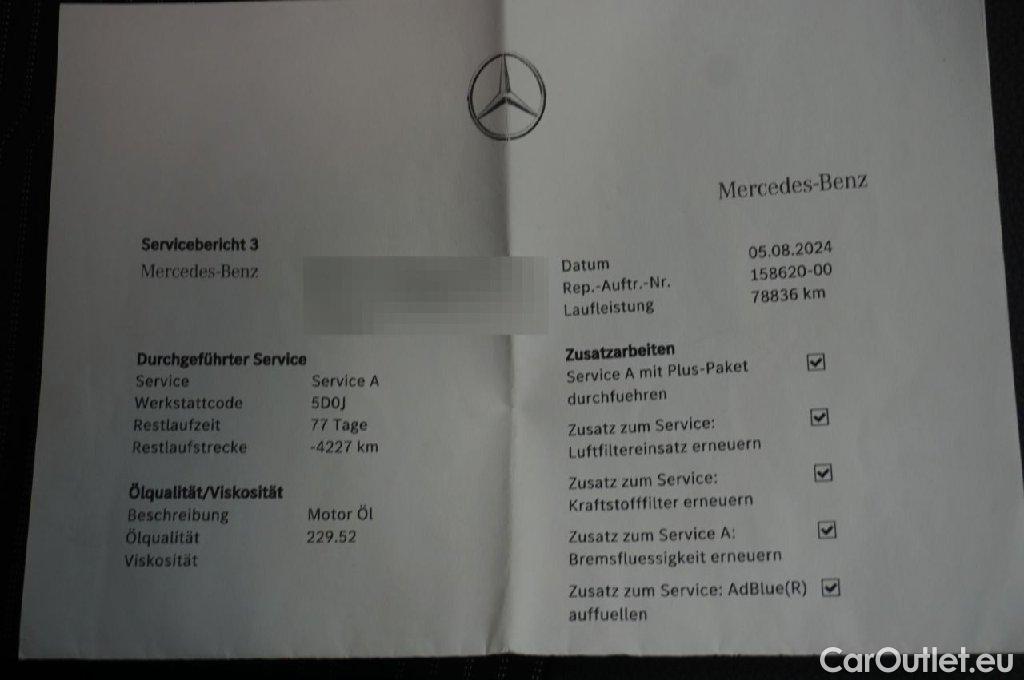 Mercedes-Benz
Servicebericht 3
Mercedes-Benz
Datum 05.08.2024
Rep.-Auftr.-Nr. 158620-00
Laufleistung 78836 km
Durchgeführter Service
Service Service A
Werkstattcode 5D0J
Restlaufzeit 77 Tage
Restlaufstrecke -4227 km
Ölqualität/Viskosität
Beschreibung Motor Öl
Ölqualität 229.52
Viskosität
Zusatzarbeiten
Service A mit Plus-Paket
durchfuehren
Zusatz zum Service:
Luftfiltereinsatz erneuern
Zusatz zum Service:
Kraftstofffilter erneuern
Zusatz zum Service A:
Bremsfluessigkeit erneuern
Zusatz zum Service: AdBlue(R)
auffuellen
CarOutlet.eu